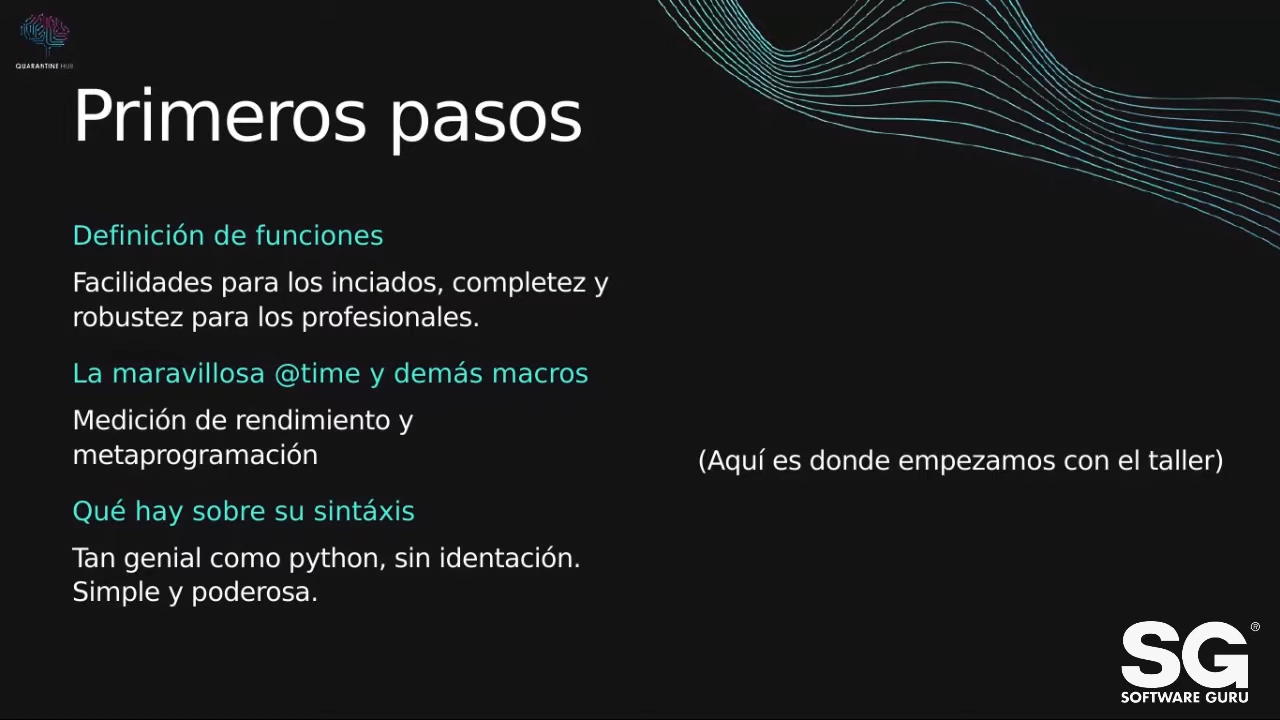 QUARANTINE HUB
Primeros pasos
Definición de funciones
Facilidades para los inciados, completez y
robustez para los profesionales.
La maravillosa @time y demás macros
Medición de rendimiento y
metaprogramación
(Aquí es donde empezamos con el taller)
Qué hay sobre su sintáxis
Tan genial como python, sin identación.
Simple y poderosa.
SG®
SOFTWARE GURU